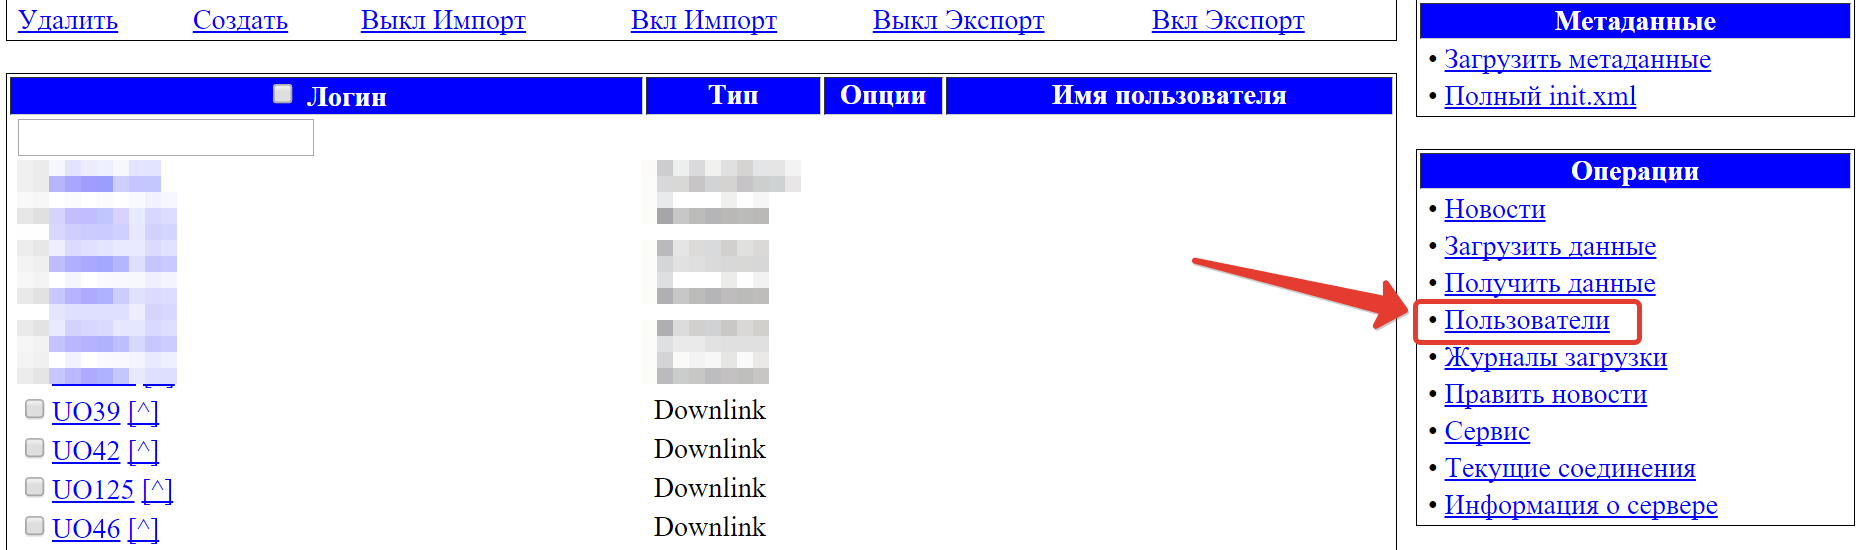 Удалить Создать Выкл Импорт Вкл Импорт Выкл Экспорт Вкл Экспорт
Логин Тип Опции Имя пользователя
UO39 [^] Downlink
UO42 [^] Downlink
UO125 [^] Downlink
UO46 [^] Downlink
Метаданные
• Загрузить метаданные
• Полный init.xml
Операции
• Новости
• Загрузить данные
• Получить данные
• Пользователи
• Журналы загрузки
• Править новости
• Сервис
• Текущие соединения
• Информация о сервере